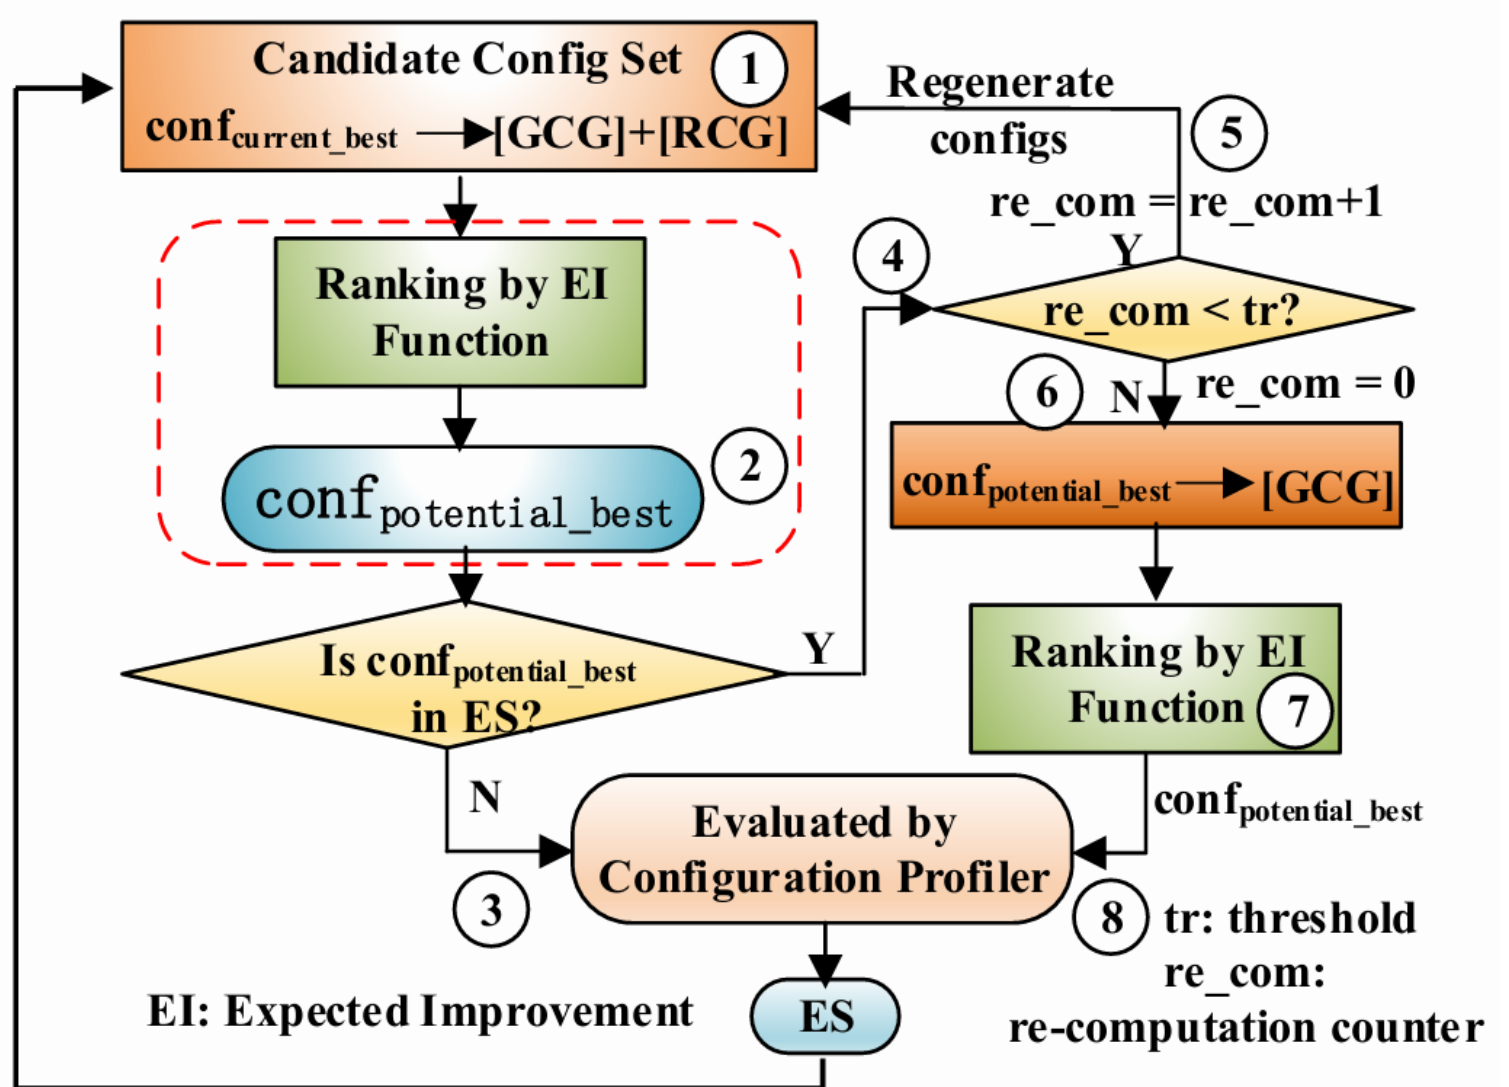 Candidate Config Set
1
conf_current_best → [GCG]+[RCG]
Regenerate
configs
5
re_com = re_com+1
Y
4
re_com < tr?
Ranking by EI
Function
conf_potential_best
2
N
re_com = 0
6
conf_potential_best → [GCG]
Is conf_potential_best
in ES?
Y
N
3
Ranking by EI
Function
7
conf_potential_best
Evaluated by
Configuration Profiler
8
ES
EI: Expected Improvement
tr: threshold
re_com:
re-computation counter